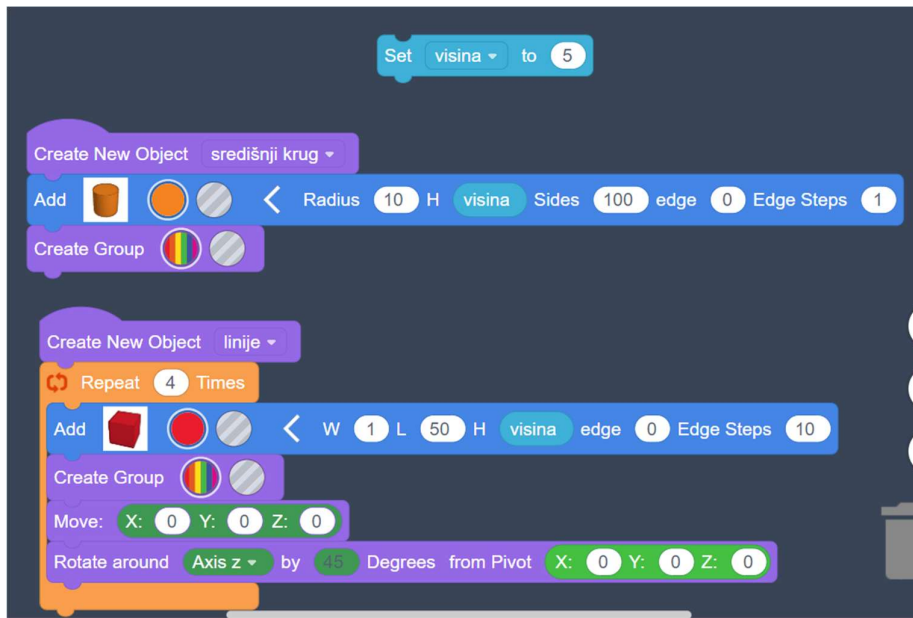 Set visina to 5
Create New Object središnji krug
Add Radius 10 H visina Sides 100 edge 0 Edge Steps 1
Create Group
Create New Object linije
Repeat 4 Times
Add W 1 L 50 H visina edge 0 Edge Steps 10
Create Group
Move: X: 0 Y: 0 Z: 0
Rotate around Axis z by 45 Degrees from Pivot X: 0 Y: 0 Z: 0